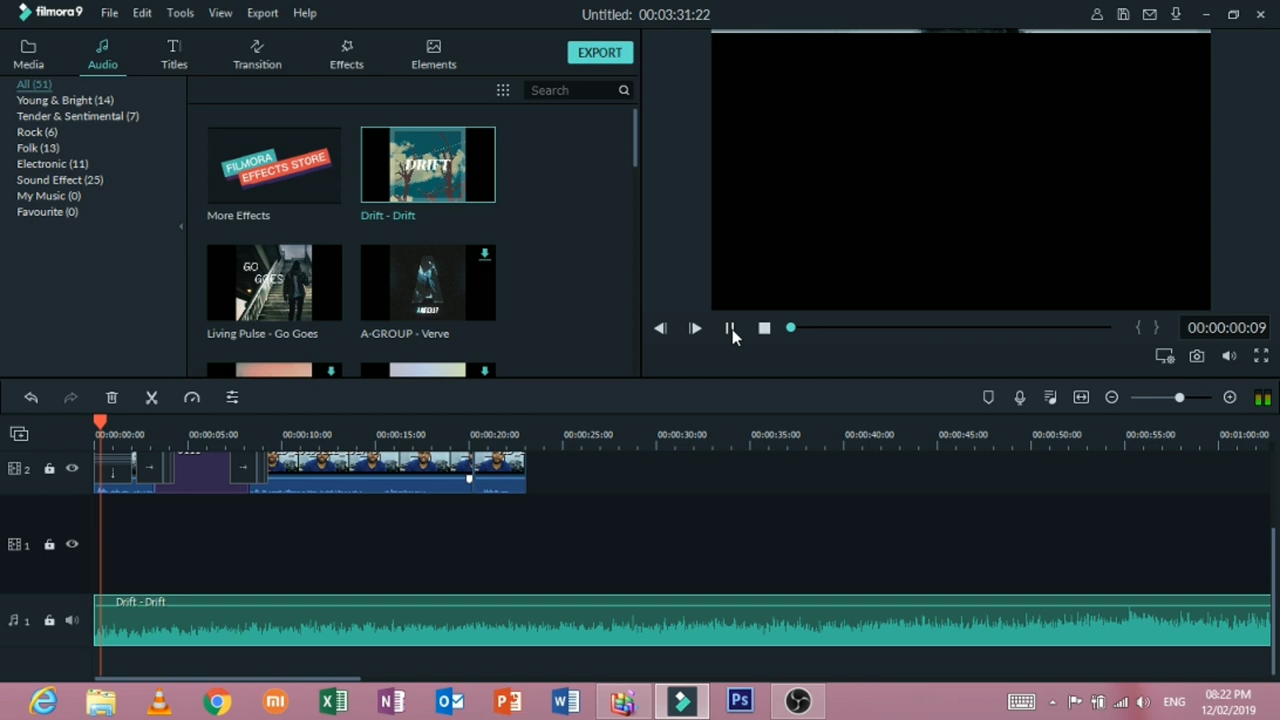 filmora9 File Edit Tools View Export Help Untitled: 00:03:31:22
Media Audio Titles Transition Effects Elements EXPORT
All (51) Search
Young & Bright (14)
Tender & Sentimental (7)
Rock (6)
Folk (13)
Electronic (11)
Sound Effect (25)
My Music (0)
Favourite (0)
FILMORA
EFFECTS STORE
DRIFT
More Effects Drift - Drift
GO
GOES
Living Pulse - Go Goes A-GROUP - Verve
00:00:00:09
00:00:00:00 00:00:05:00 00:00:10:00 00:00:15:00 00:00:20:00 00:00:25:00 00:00:30:00 00:00:35:00 00:00:40:00 00:00:45:00 00:00:50:00 00:00:55:00 00:01:00:00
2
1
Drift - Drift
1
ENG 08:22 PM
12/02/2019